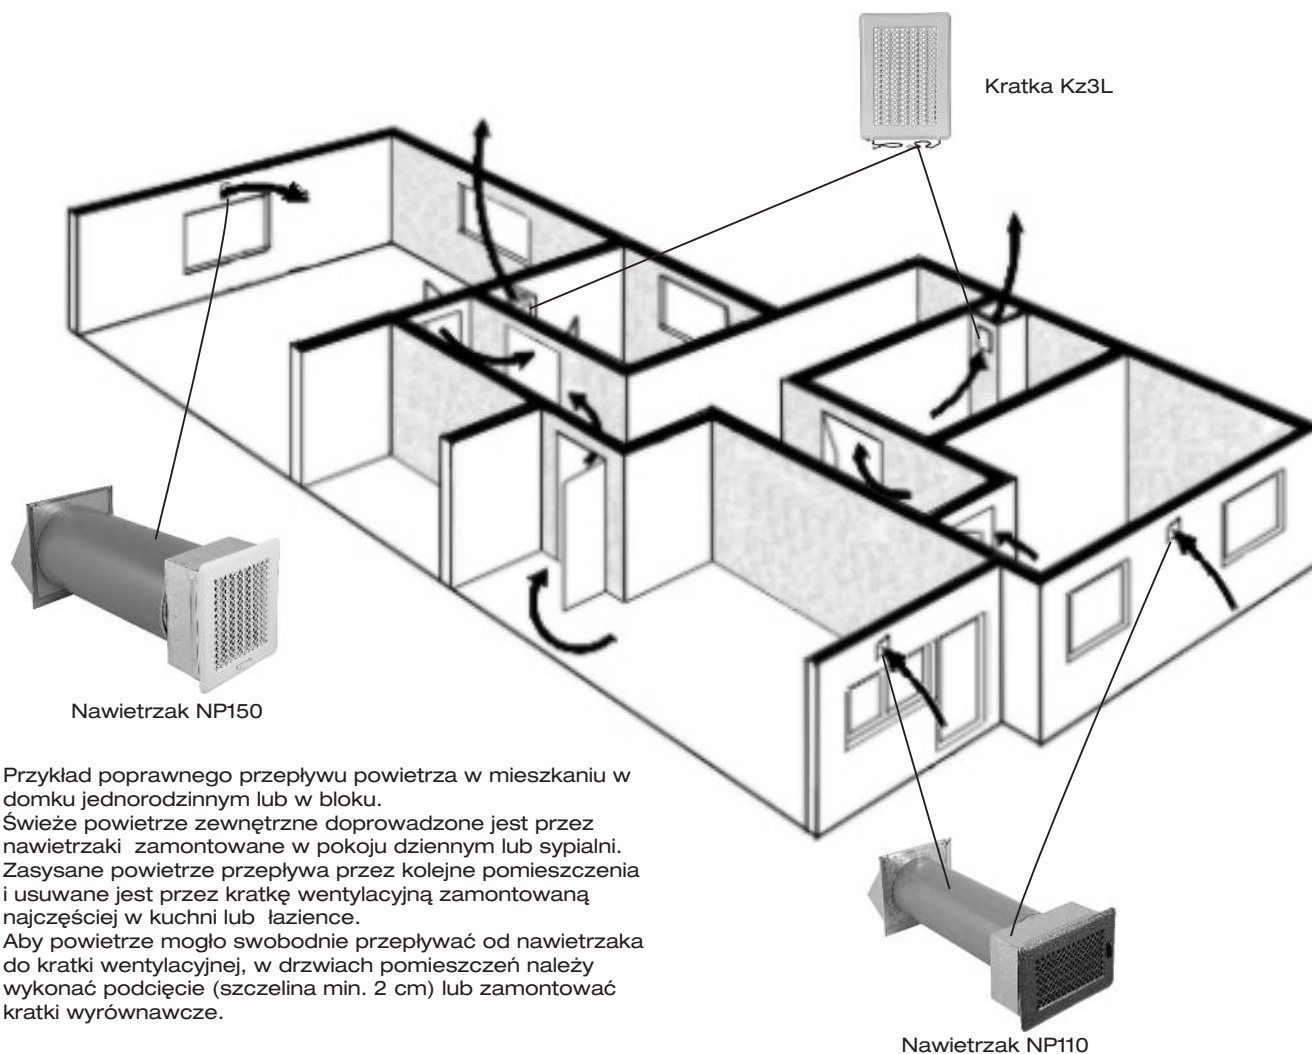 Kratka Kz3L
Nawietrzak NP150
Przykład poprawnego przepływu powietrza w mieszkaniu w
domku jednorodzinnym lub w bloku.
Świeże powietrze zewnętrzne doprowadzone jest przez
nawietrzaki  zamontowane w pokoju dziennym lub sypialni.
Zasysane powietrze przepływa przez kolejne pomieszczenia
i usuwane jest przez kratkę wentylacyjną zamontowaną
najczęściej w kuchni lub  łazience.
Aby powietrze mogło swobodnie przepływać od nawietrzaka
do kratki wentylacyjnej, w drzwiach pomieszczeń należy
wykonać podcięcie (szczelina min. 2 cm) lub zamontować
kratki wyrównawcze.
Nawietrzak NP110